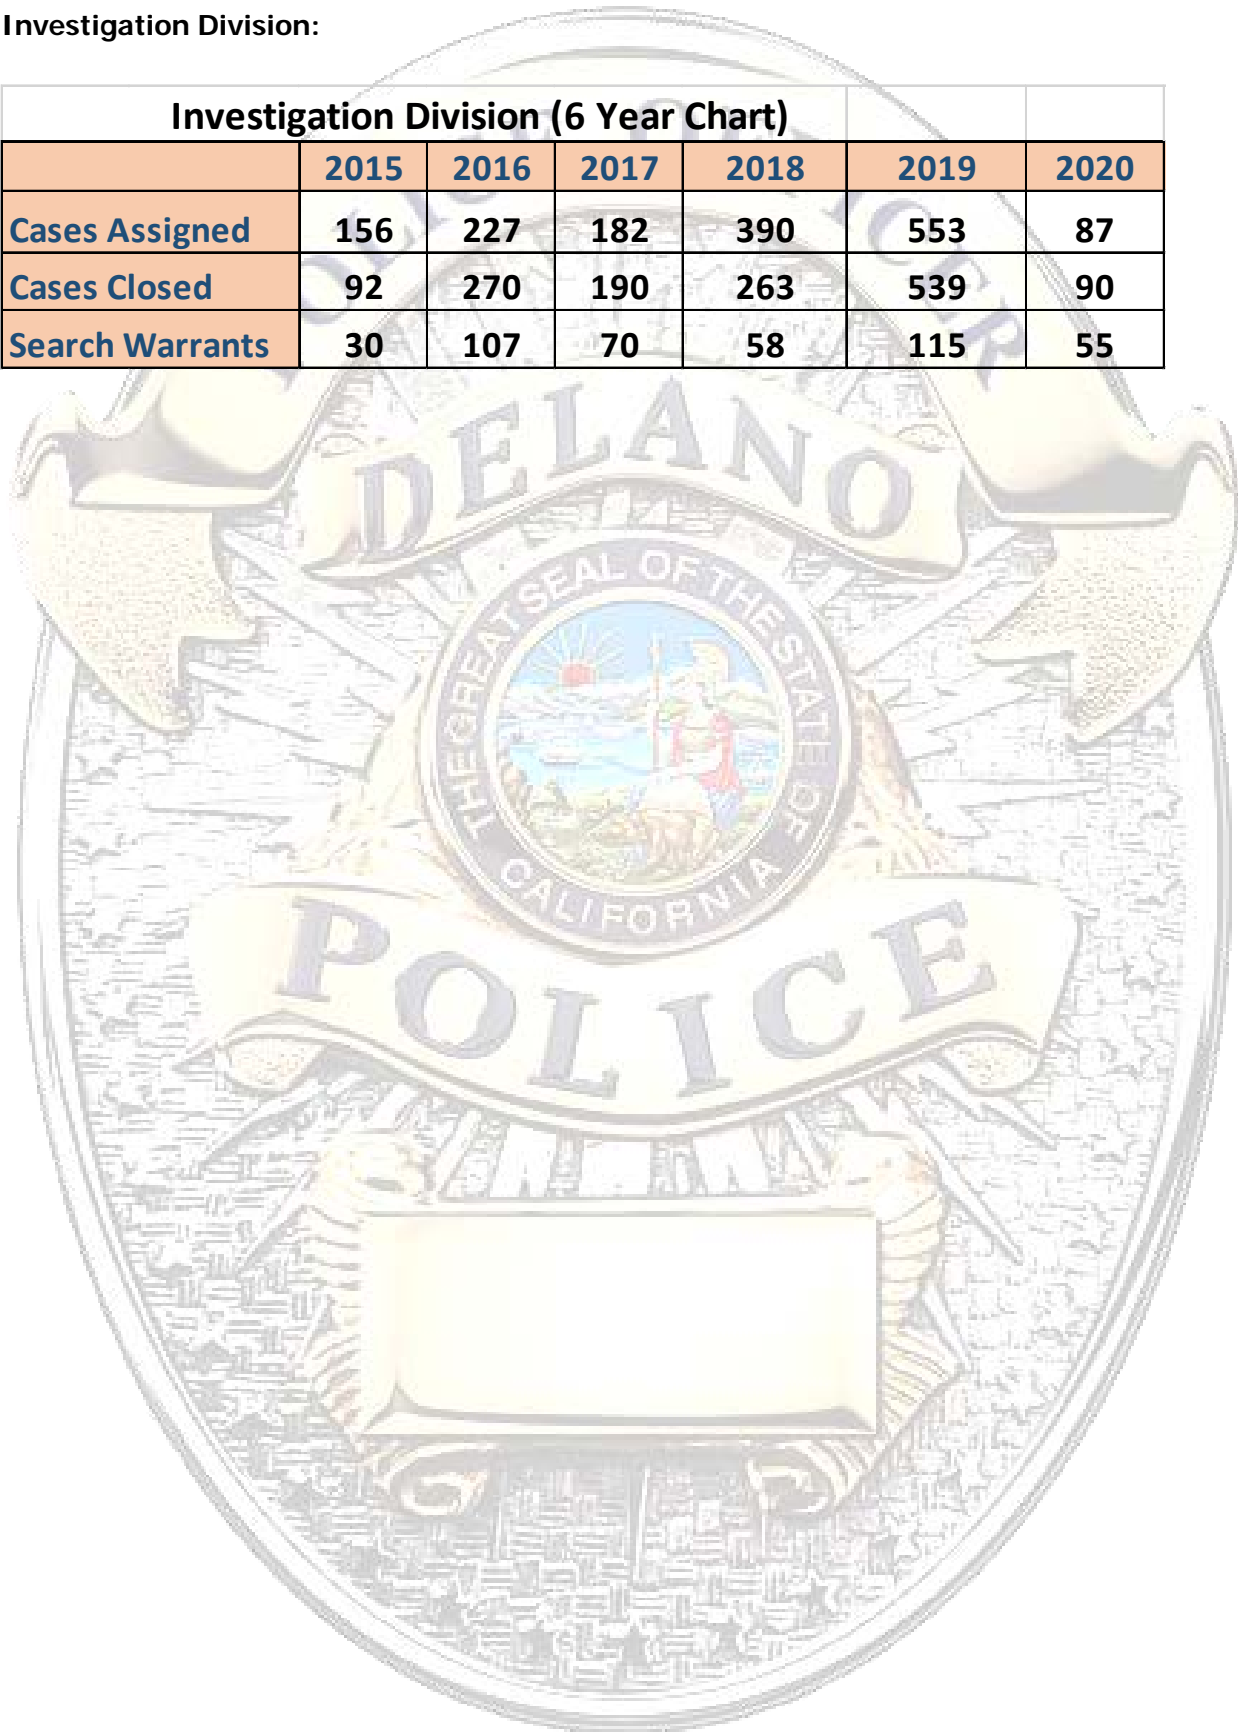 Investigation Division:
Investigation Division (6 Year Chart)
2015 2016 2017 2018 2019 2020
Cases Assigned 156 227 182 390 553 87
Cases Closed 92 270 190 263 539 90
Search Warrants 30 107 70 58 115 55
POLICE OFFICER
DELANO
THE GREAT SEAL OF THE STATE OF CALIFORNIA
POLICE